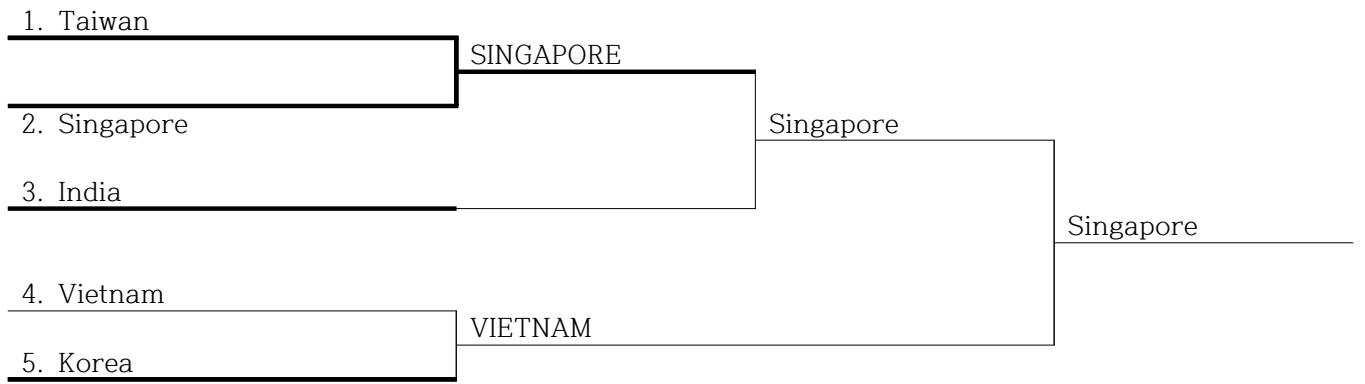 1. Taiwan
SINGAPORE
2. Singapore
Singapore
3. India
Singapore
4. Vietnam
VIETNAM
5. Korea